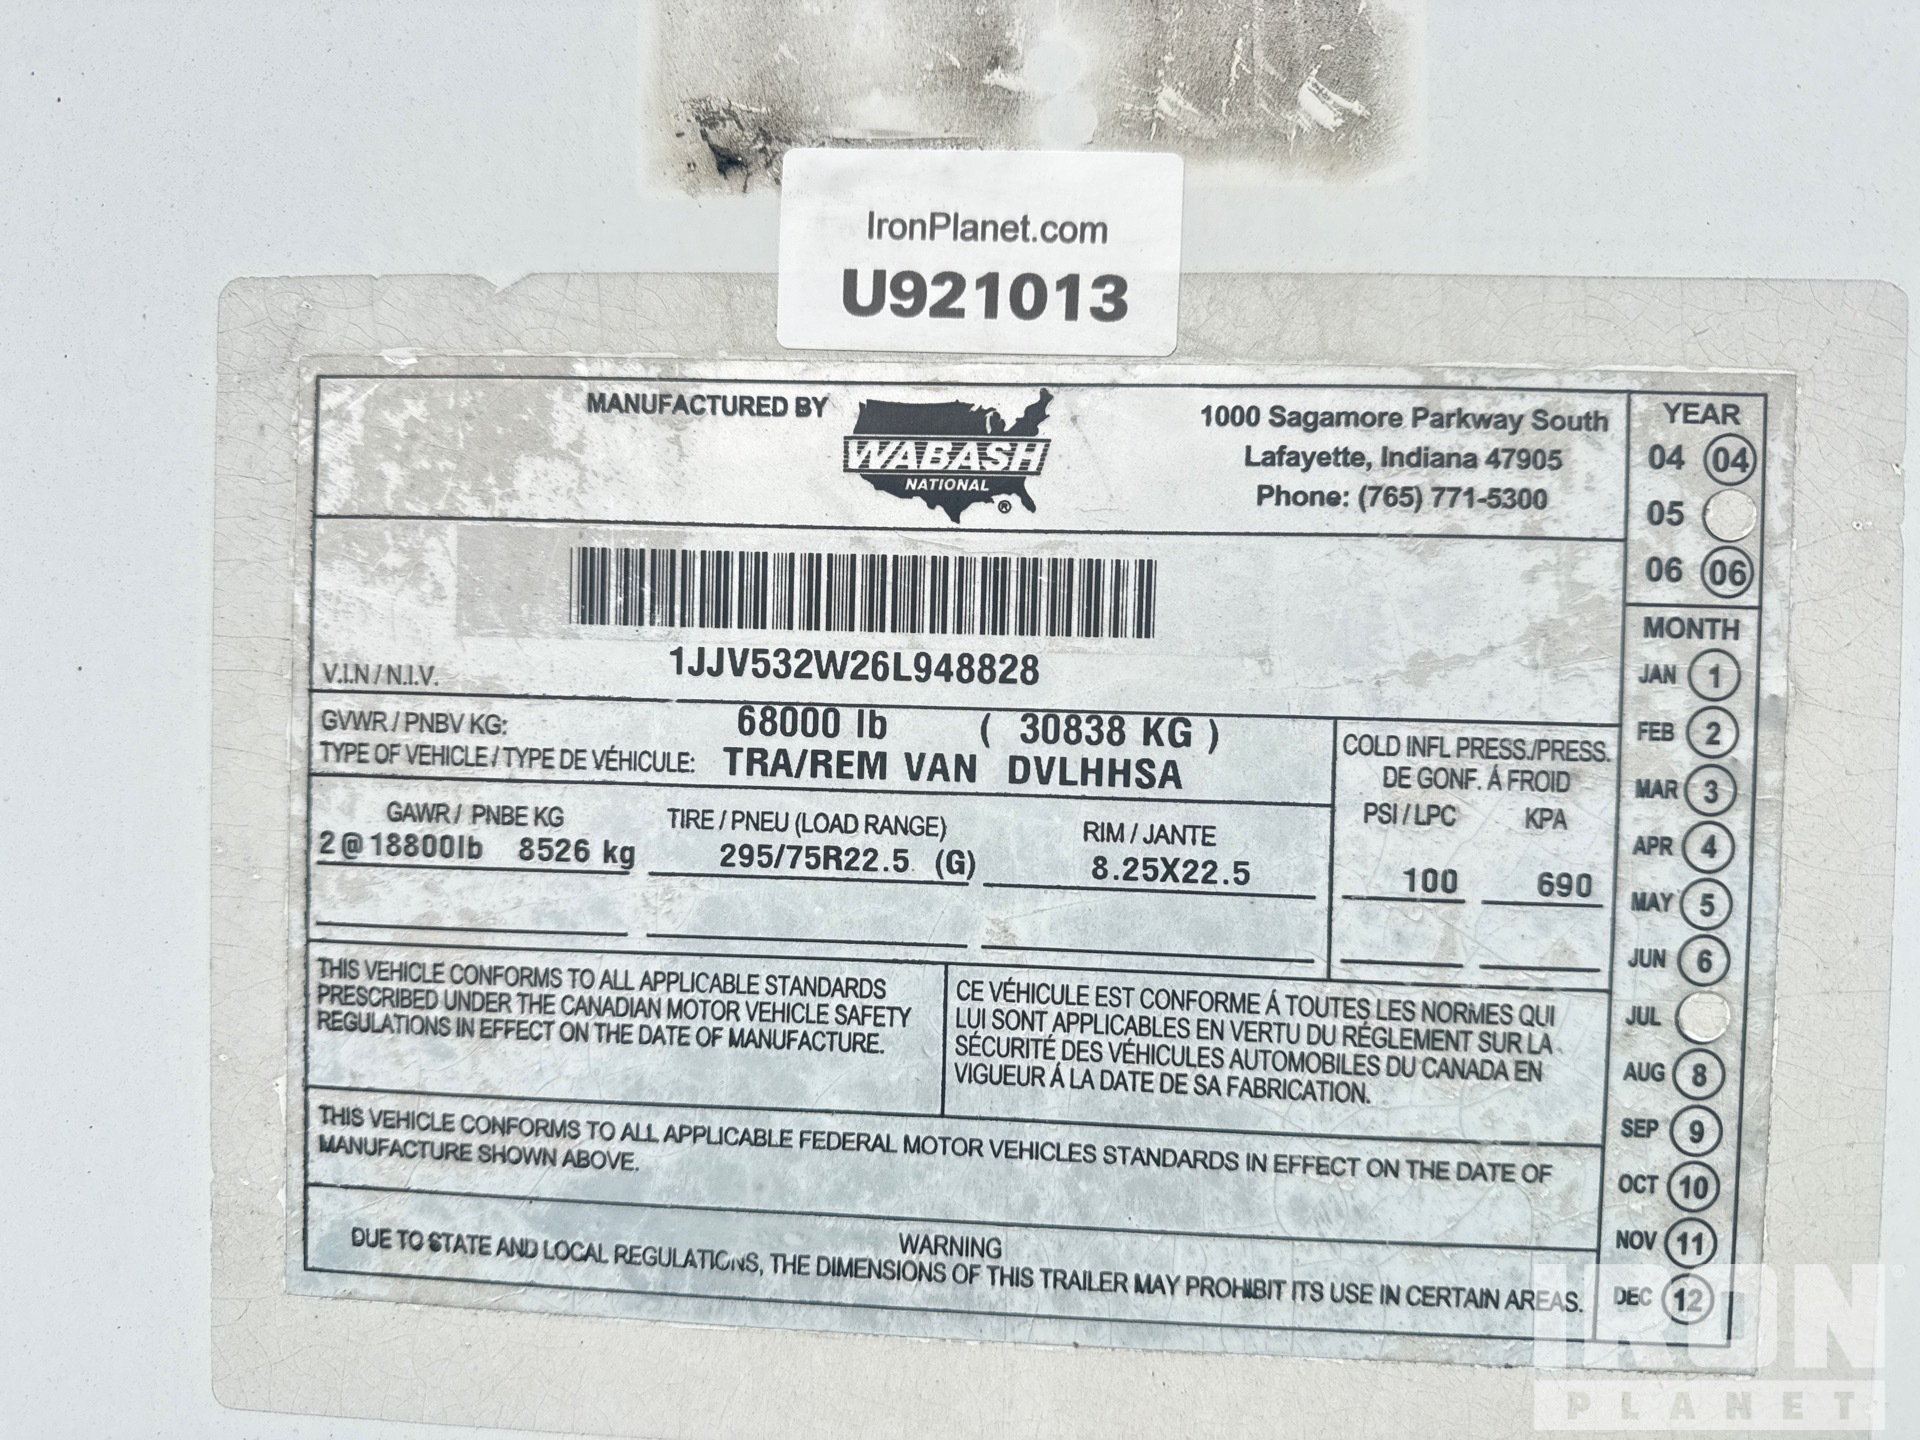 IronPlanet.com
U921013
MANUFACTURED BY
WABASH
NATIONAL
®
1000 Sagamore Parkway South
Lafayette, Indiana 47905
Phone: (765) 771-5300
V.I.N / N.I.V.
1JJV532W26L948828
GVWR / PNBV KG: 68000 lb ( 30838 KG )
TYPE OF VEHICLE / TYPE DE VÉHICULE: TRA/REM VAN DVLHHSA
COLD INFL PRESS./PRESS.
DE GONF. Á FROID
PSI / LPC KPA
100 690
GAWR / PNBE KG
2@18800lb 8526 kg
TIRE / PNEU (LOAD RANGE)
295/75R22.5 (G)
RIM / JANTE
8.25X22.5
THIS VEHICLE CONFORMS TO ALL APPLICABLE STANDARDS
PRESCRIBED UNDER THE CANADIAN MOTOR VEHICLE SAFETY
REGULATIONS IN EFFECT ON THE DATE OF MANUFACTURE.
CE VÉHICULE EST CONFORME Á TOUTES LES NORMES QUI
LUI SONT APPLICABLES EN VERTU DU RÉGLEMENT SUR LA
SÉCURITÉ DES VÉHICULES AUTOMOBILES DU CANADA EN
VIGUEUR Á LA DATE DE SA FABRICATION.
THIS VEHICLE CONFORMS TO ALL APPLICABLE FEDERAL MOTOR VEHICLES STANDARDS IN EFFECT ON THE DATE OF
MANUFACTURE SHOWN ABOVE.
WARNING
DUE TO STATE AND LOCAL REGULATIONS, THE DIMENSIONS OF THIS TRAILER MAY PROHIBIT ITS USE IN CERTAIN AREAS.
YEAR
04 04
05
06 06
MONTH
JAN 1
FEB 2
MAR 3
APR 4
MAY 5
JUN 6
JUL
AUG 8
SEP 9
OCT 10
NOV 11
DEC 12
IRON
PLANET